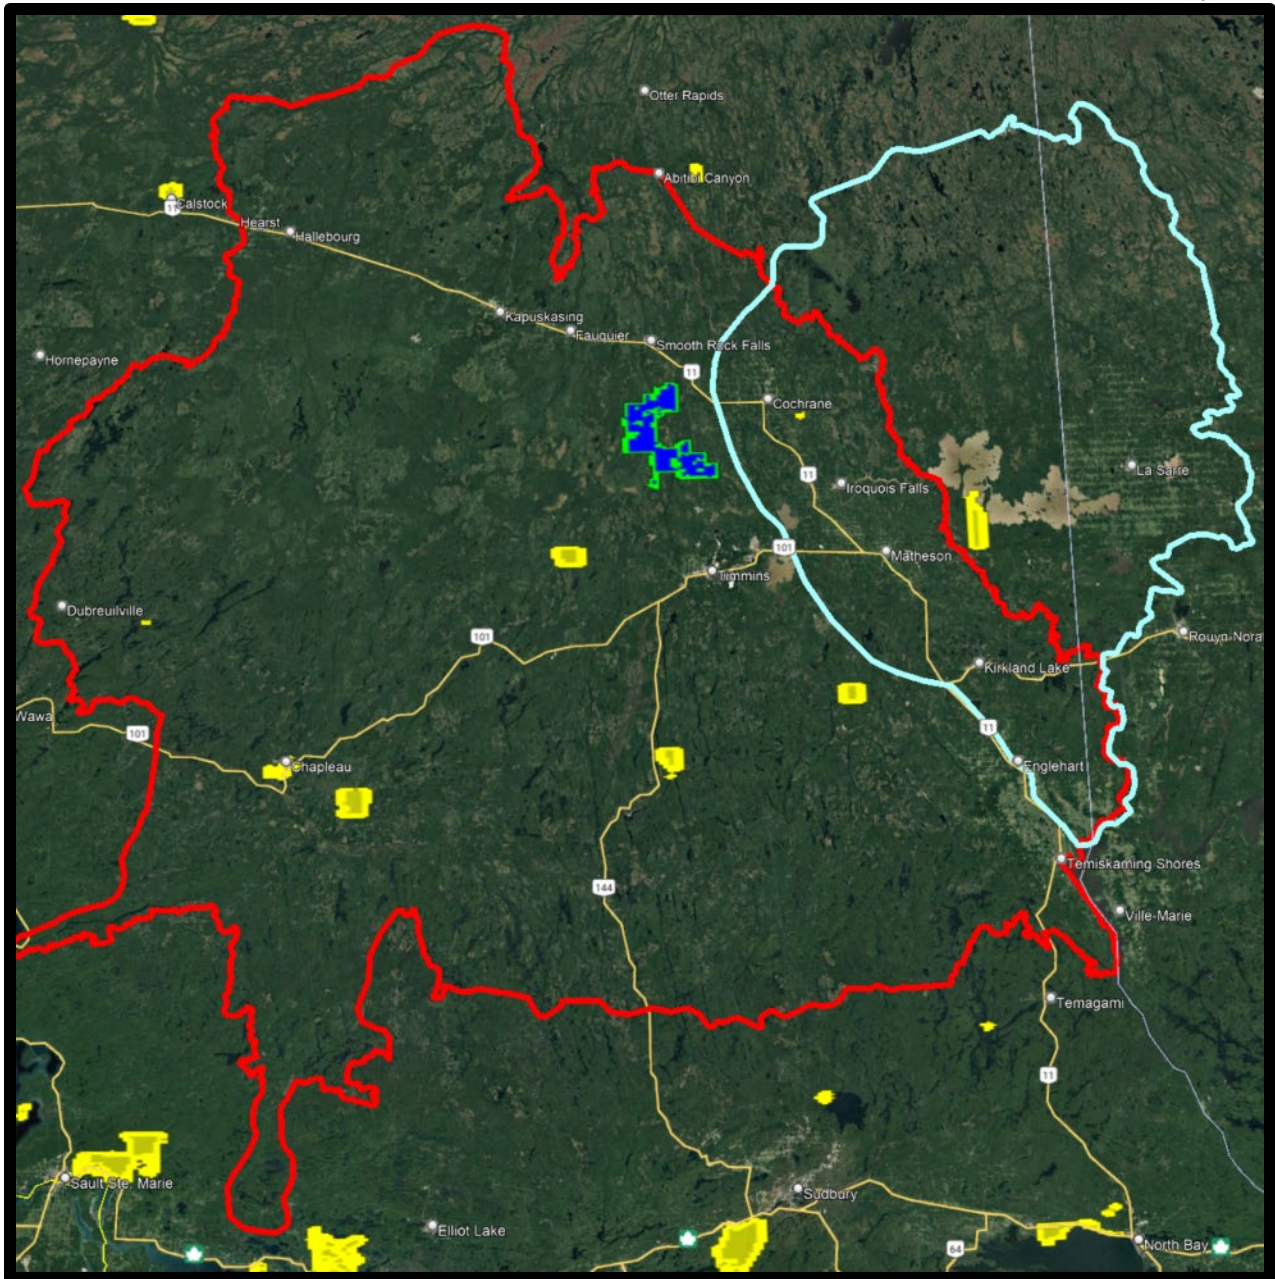 Otter Rapids
Abitibi Canyon
Calstock
11
Hearst
Hallebourg
Kapuskasing
Fauquier
Smooth Rock Falls
Hornepayne
11
Cochrane
La Sarre
11
Iroquois Falls
101
Matheson
Timmins
Dubreuilville
101
Rouyn-Nora
Kirkland Lake
Wawa
101
11
Chapleau
Englehart
Temiskaming Shores
144
Ville-Marie
Temagami
11
Sault Ste. Marie
Sudbury
Elliot Lake
64
North Bay